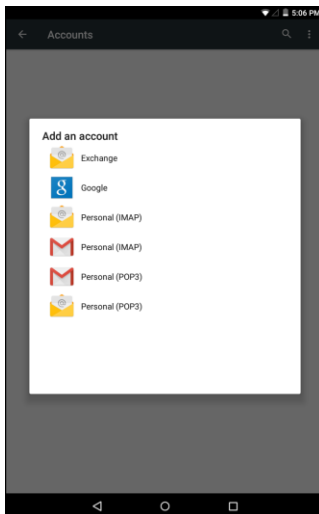 5:06 PM
Accounts
Add an account
Exchange
Google
Personal (IMAP)
Personal (IMAP)
Personal (POP3)
Personal (POP3)